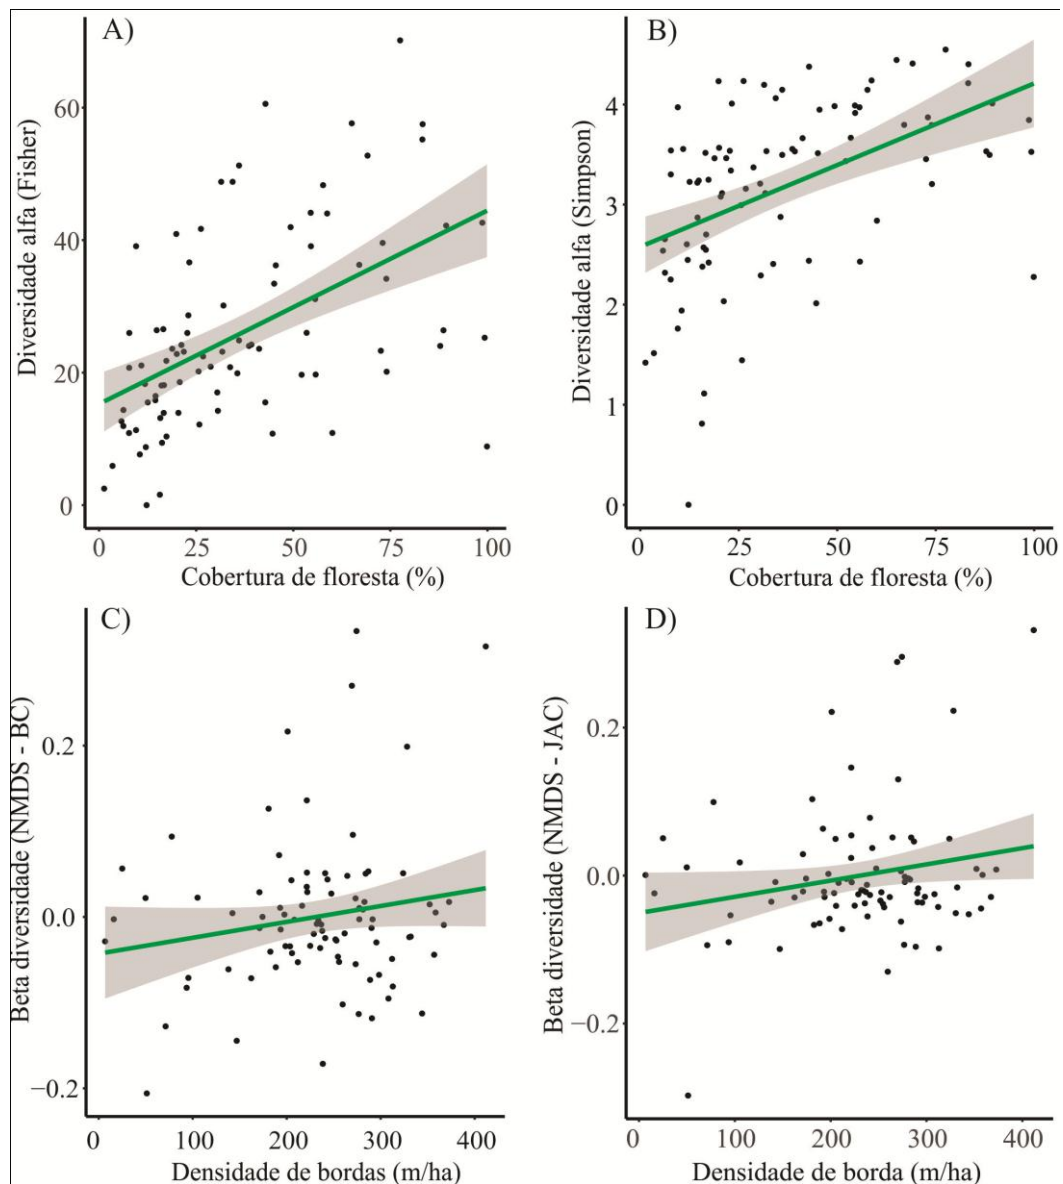 A)
Diversidade alfa (Fisher)
60
40
20
0
0 25 50 75 100
Cobertura de floresta (%)
B)
Diversidade alfa (Simpson)
4
3
2
1
0
0 25 50 75 100
Cobertura de floresta (%)
C)
Beta diversidade (NMDS - BC)
0.2
0.0
−0.2
0 100 200 300 400
Densidade de bordas (m/ha)
D)
Beta diversidade (NMDS - JAC)
0.2
0.0
−0.2
0 100 200 300 400
Densidade de borda (m/ha)